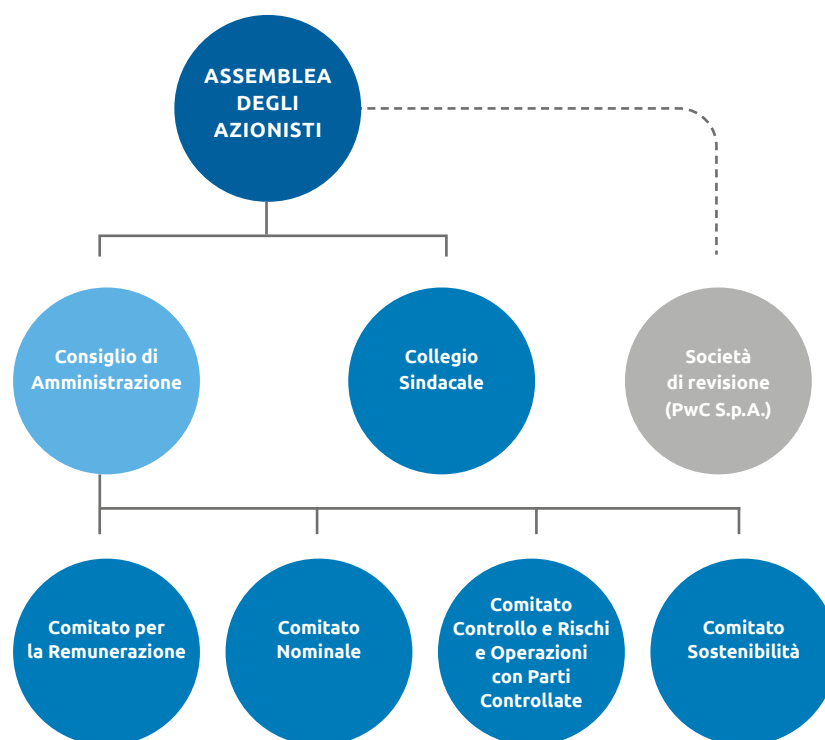 ASSEMBLEA
DEGLI
AZIONISTI
Consiglio di
Amministrazione
Collegio
Sindacale
Società
di revisione
(PwC S.p.A.)
Comitato per
la Remunerazione
Comitato
Nominale
Comitato
Controllo e Rischi
e Operazioni
con Parti
Controllate
Comitato
Sostenibilità